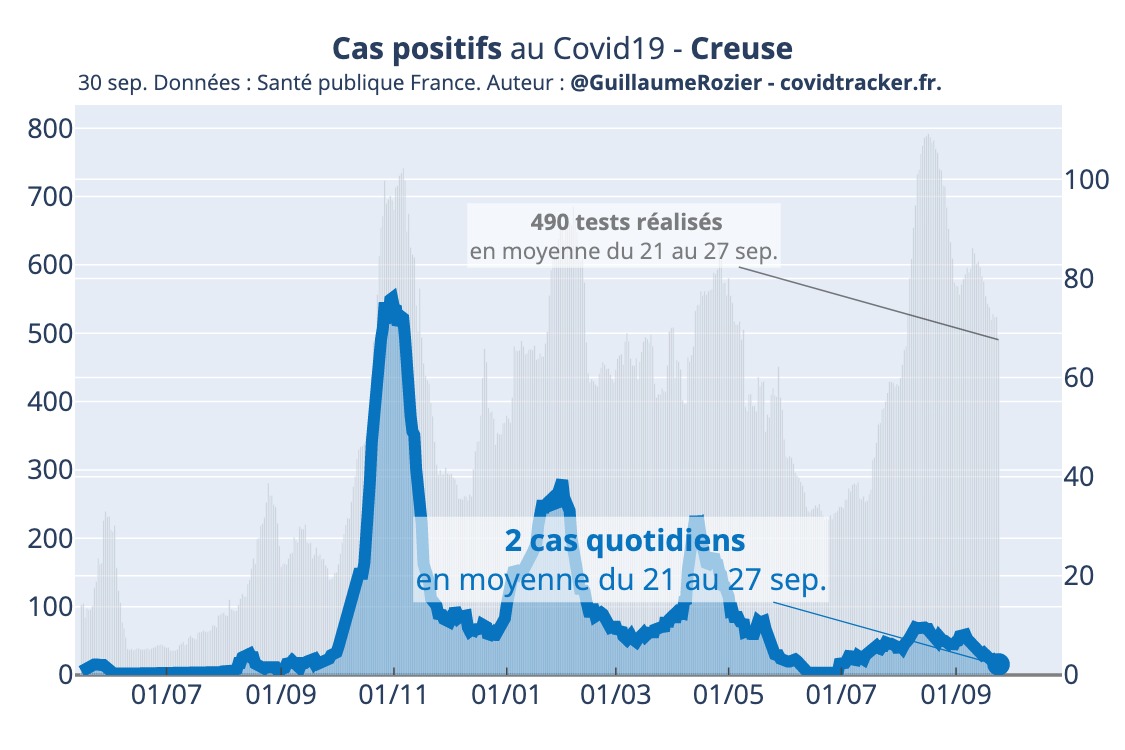 Cas positifs au Covid19 - Creuse
30 sep. Données : Santé publique France. Auteur : @GuillaumeRozier - covidtracker.fr.
800
700
600
500
400
300
200
100
0
100
80
60
40
20
0
490 tests réalisés
en moyenne du 21 au 27 sep.
2 cas quotidiens
en moyenne du 21 au 27 sep.
01/07 01/09 01/11 01/01 01/03 01/05 01/07 01/09